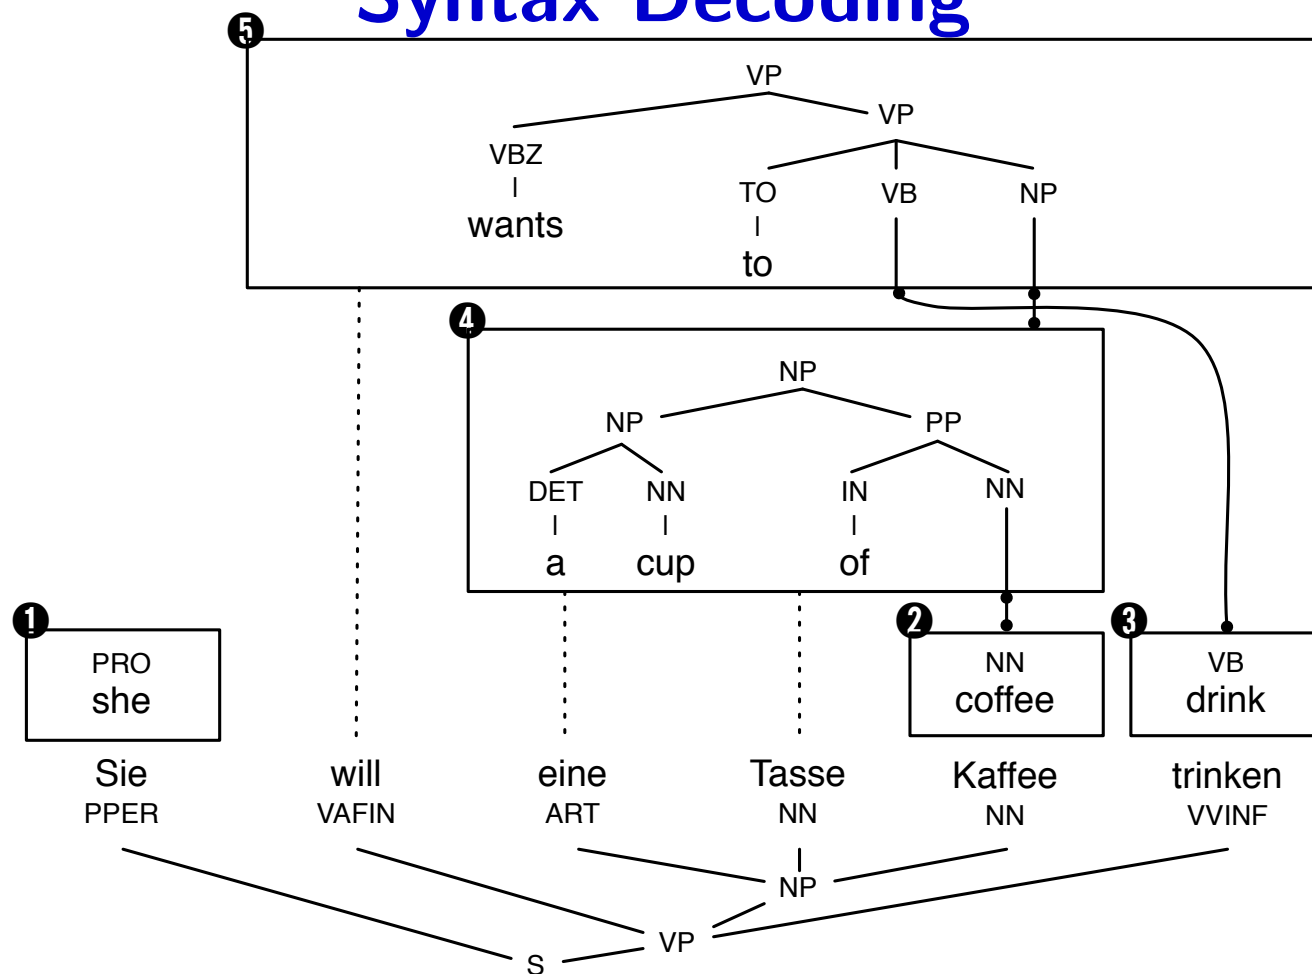 Syntax Decoding
5
VP
VP
VBZ
TO VB NP
wants
to
4
NP
NP PP
DET NN IN NN
a cup of
1 2 3
PRO NN VB
she coffee drink
Sie will eine Tasse Kaffee trinken
PPER VAFIN ART NN NN VVINF
NP
VP
S